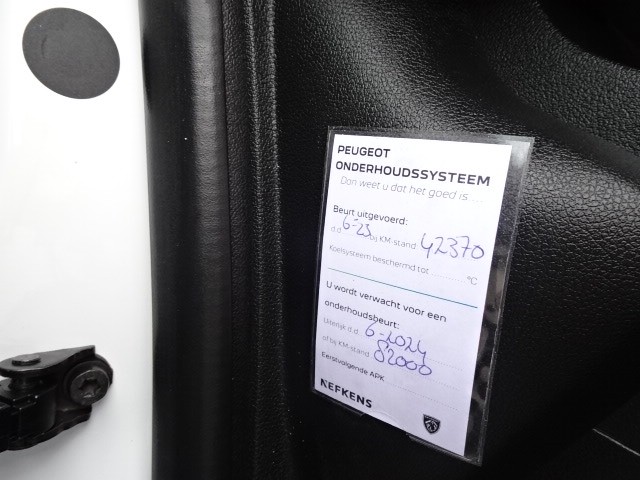 PEUGEOT
ONDERHOUDSSYSTEEM
Dan weet u dat het goed is ...
Beurt uitgevoerd:
d.d. 6-23 bij KM-stand: 42370
Koelsysteem beschermd tot ........... °C
U wordt verwacht voor een
onderhoudsbeurt:
Uiterlijk d.d. 6-2024
of bij KM-stand: 82000
Eerstvolgende APK
NEFKENS